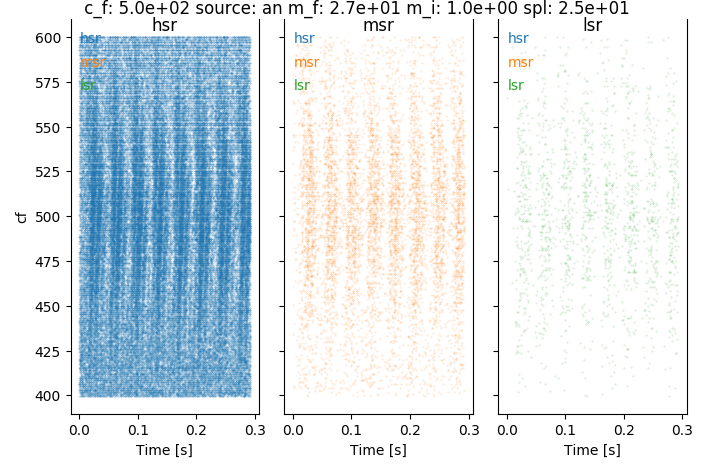 c_f: 5.0e+02 source: an m_f: 2.7e+01 m_i: 1.0e+00 spl: 2.5e+01
hsr msr lsr
hsr hsr hsr
msr msr msr
lsr lsr lsr
600
575
550
525
500
475
450
425
400
cf
0.0 0.1 0.2 0.3 0.0 0.1 0.2 0.3 0.0 0.1 0.2 0.3
Time [s] Time [s] Time [s]